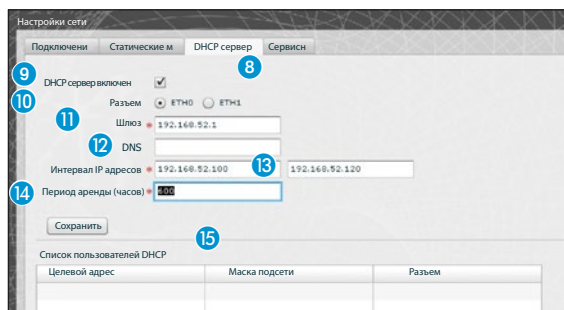 Настройки сети
Подключени Статические м DHCP сервер Сервисн
8
9 DHCP сервер включен
10 Разъем ETH0 ETH1
11 Шлюз * 192.168.52.1
12 DNS
Интервал IP адресов * 192.168.52.100 13 192.168.52.120
14 Период аренды (часов) * 600
Сохранить
15
Список пользователей DHCP
Целевой адрес Маска подсети Разъем